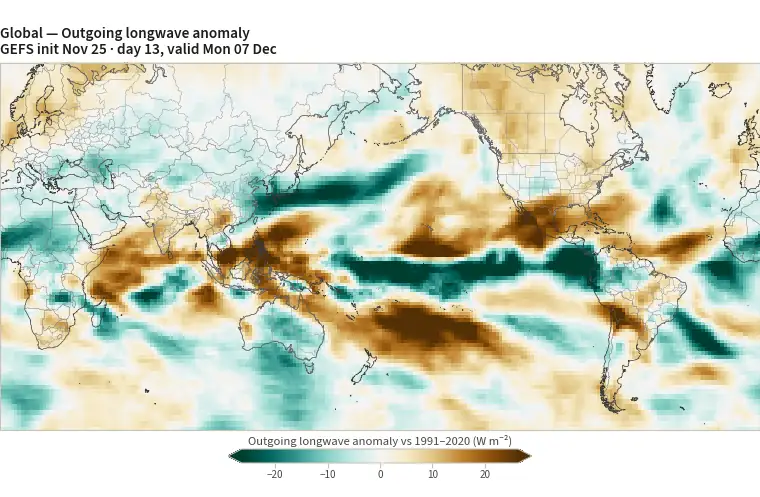 Global — Outgoing longwave anomaly
GEFS init Nov 25 · day 13, valid Mon 07 Dec
Outgoing longwave anomaly vs 1991–2020 (W m⁻²)
−20 −10 0 10 20